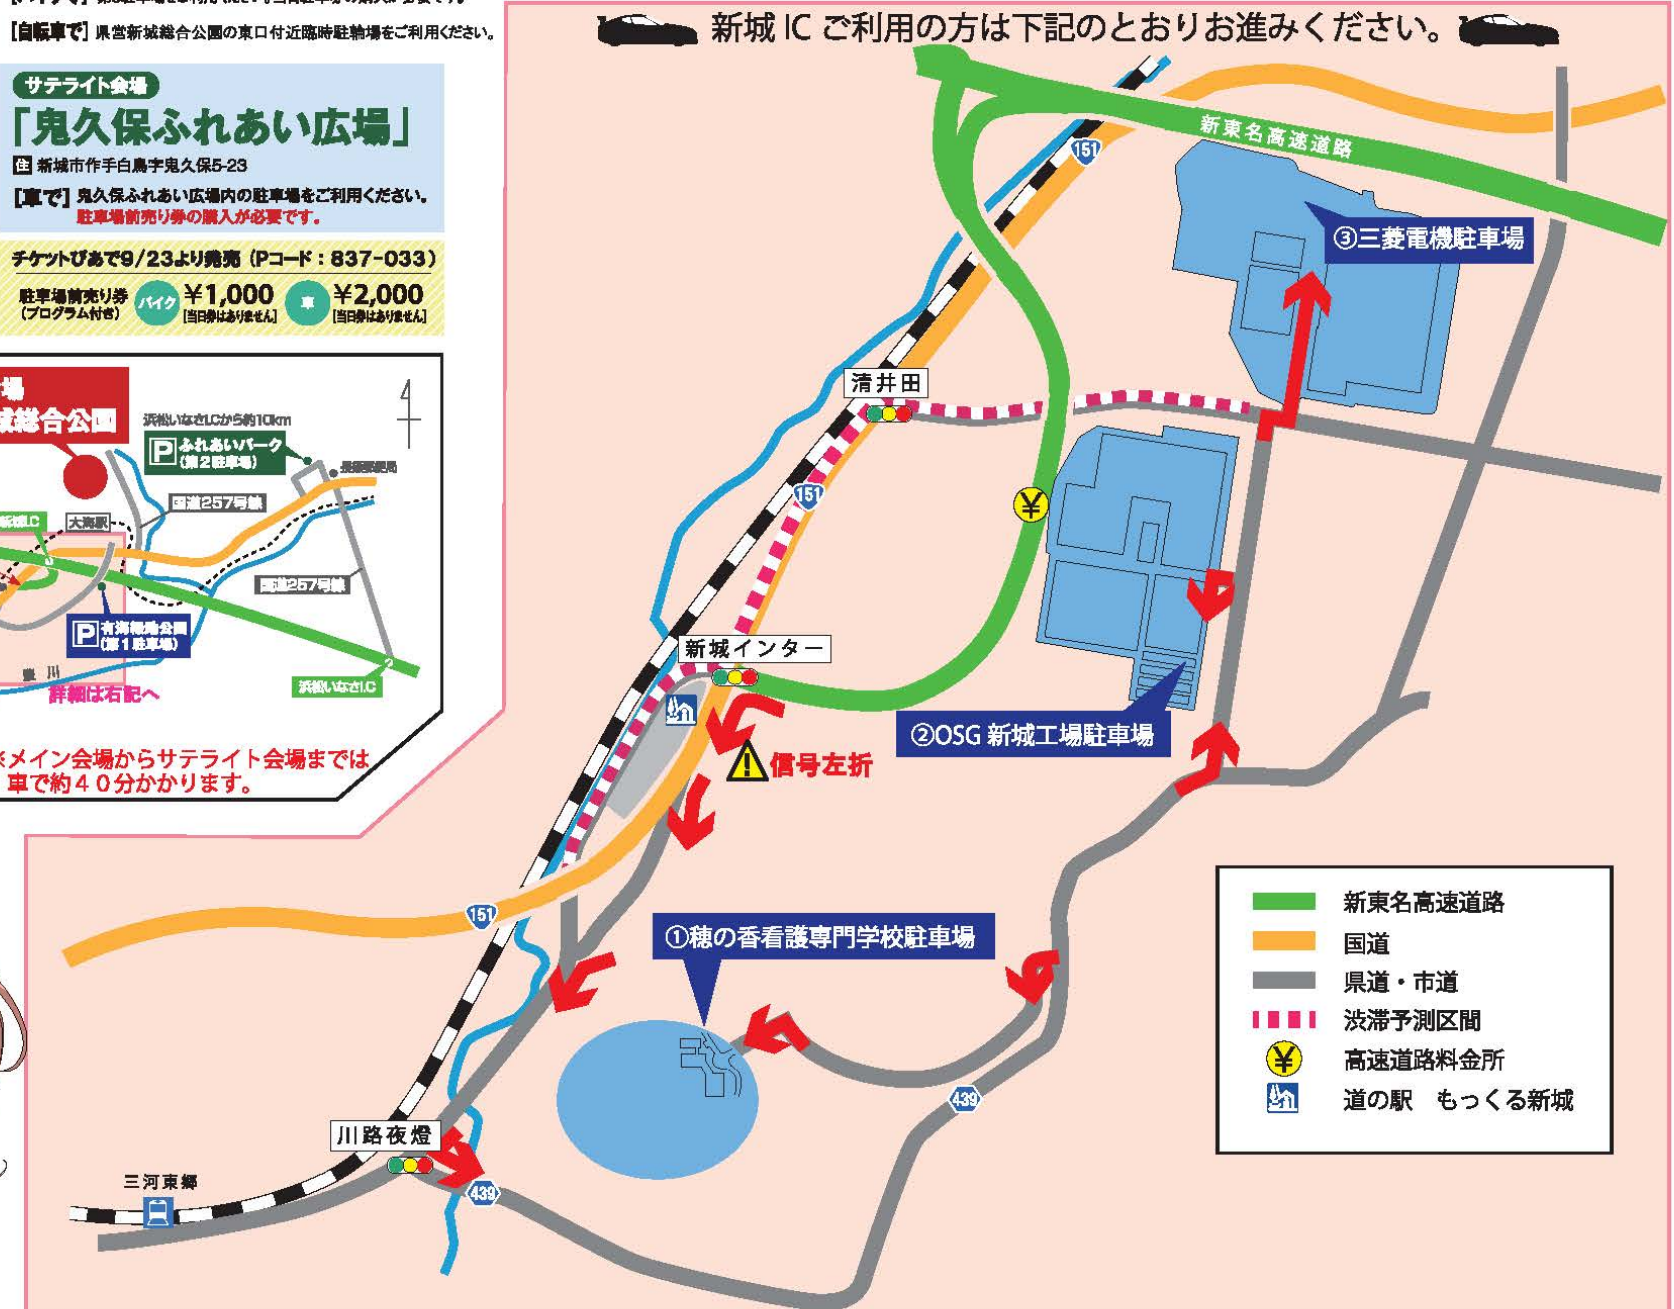 [自転車で] 県営新城総合公園の東口付近臨時駐輪場をご利用ください。
サテライト会場
「鬼久保ふれあい広場」
住 新城市作手白鳥字鬼久保5-23
[車で] 鬼久保ふれあい広場内の駐車場をご利用ください。
駐車場前売り券の購入が必要です。
チケットぴあで9/23より発売 (Pコード:837-033)
駐車場前売り券
(プログラム付き)
バイク ¥1,000
[当日券はありません]
車 ¥2,000
[当日券はありません]
場
城総合公園
浜松いなさI.Cから約10km
P ふれあいパーク
(第2駐車場)
国道257号線
新城I.C
大海駅
国道257号線
P 有海緑地公園
(第1駐車場)
豊川
浜松いなさI.C
詳細は右記へ
※メイン会場からサテライト会場までは
車で約40分かかります。
新城 IC ご利用の方は下記のとおりお進みください。
新東名高速道路
151
③三菱電機駐車場
清井田
151
¥
新城インター
②OSG 新城工場駐車場
信号左折
151
①穂の香看護専門学校駐車場
439
川路夜燈
三河東郷
439
新東名高速道路
国道
県道・市道
渋滞予測区間
¥ 高速道路料金所
道の駅 もっくる新城